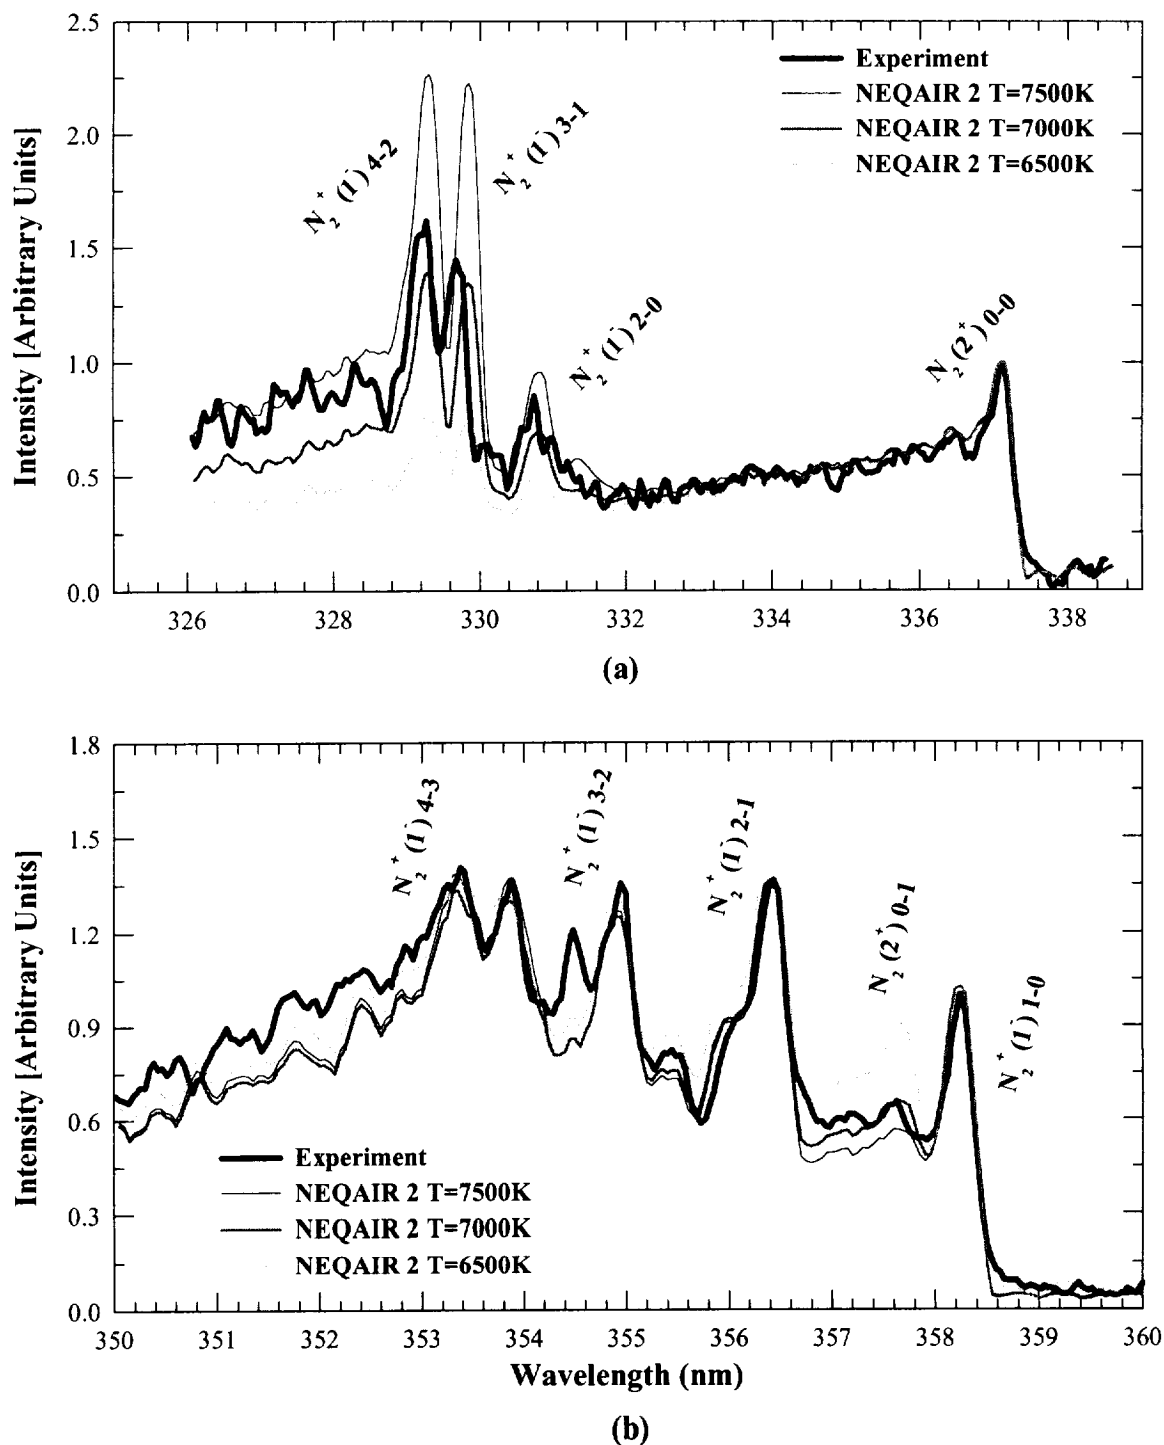 2.5
2.0
1.5
1.0
0.5
0.0
Intensity [Arbitrary Units]
Experiment
NEQAIR 2 T=7500K
NEQAIR 2 T=7000K
NEQAIR 2 T=6500K
N₂⁺(1⁻) 4-2
N₂⁺(1⁻) 3-1
N₂⁺(1⁻) 2-0
N₂(2⁺) 0-0
326 328 330 332 334 336 338
(a)
1.8
1.5
1.2
0.9
0.6
0.3
0.0
Intensity [Arbitrary Units]
N₂⁺(1⁻) 4-3
N₂⁺(1⁻) 3-2
N₂⁺(1⁻) 2-1
N₂(2⁺) 0-1
N₂⁺(1⁻) 1-0
Experiment
NEQAIR 2 T=7500K
NEQAIR 2 T=7000K
NEQAIR 2 T=6500K
350 351 352 353 354 355 356 357 358 359 360
Wavelength (nm)
(b)